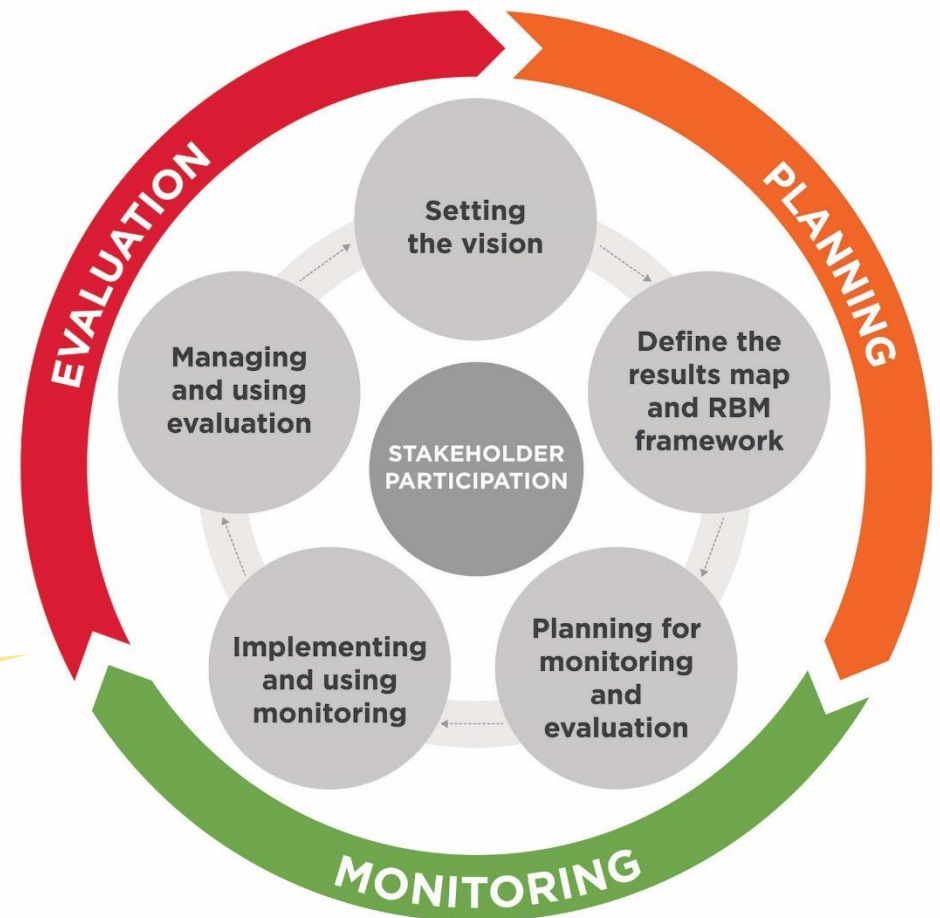 EVALUATION
PLANNING
MONITORING
Setting
the vision
Define the
results map
and RBM
framework
Planning for
monitoring
and
evaluation
Implementing
and using
monitoring
Managing
and using
evaluation
STAKEHOLDER
PARTICIPATION